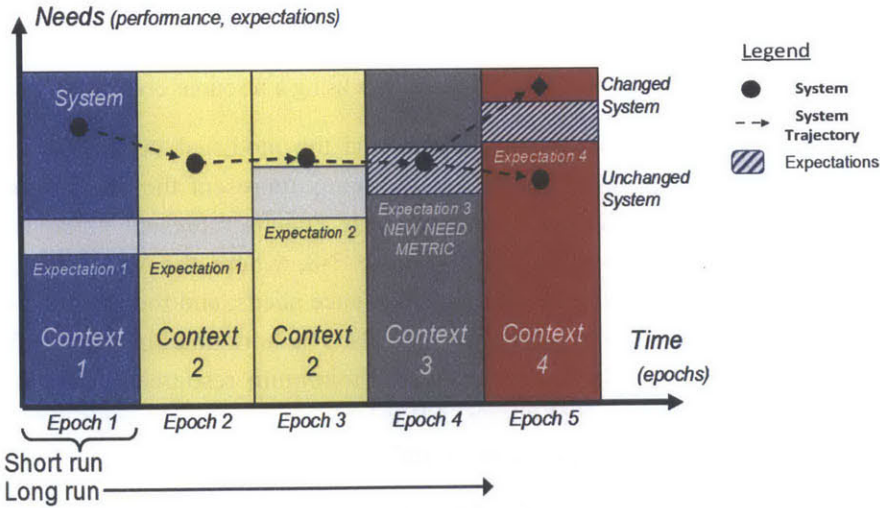 Needs (performance, expectations)
Legend
System
System
Trajectory
Expectations
System
Changed
System
Unchanged
System
Expectation 1
Expectation 1
Expectation 2
Expectation 3
NEW NEED
METRIC
Expectation 4
Context
1
Context
2
Context
2
Context
3
Context
4
Time
(epochs)
Epoch 1
Epoch 2
Epoch 3
Epoch 4
Epoch 5
Short run
Long run